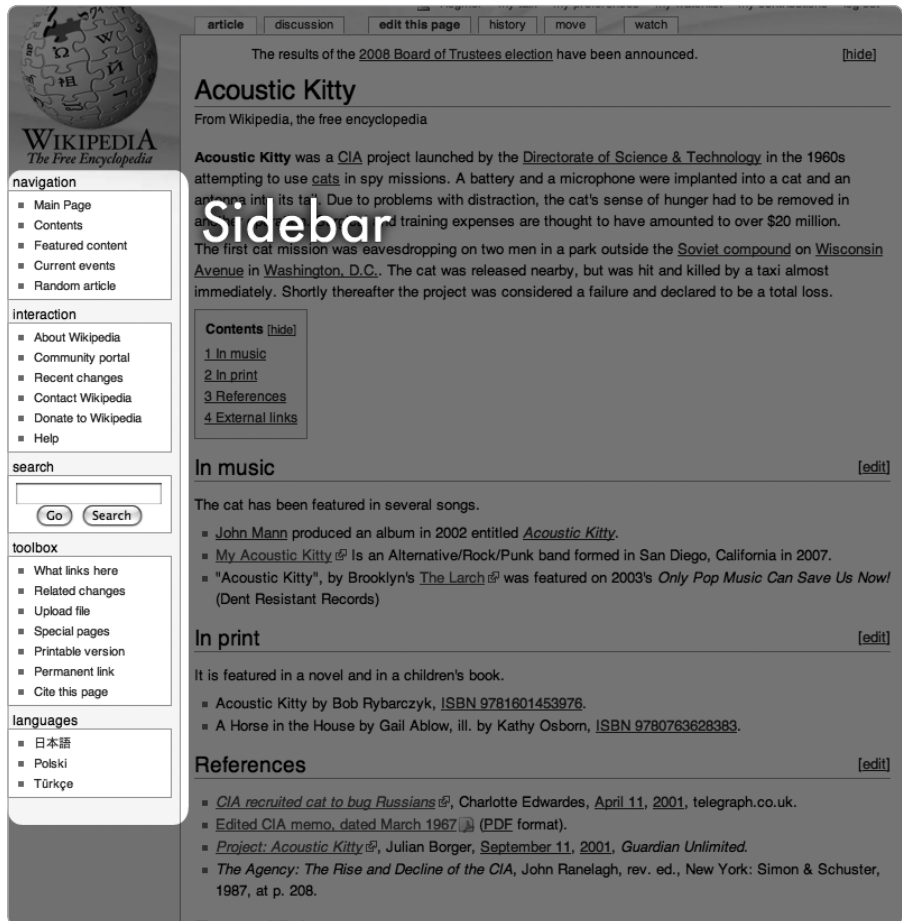 article discussion edit this page history move watch
The results of the 2008 Board of Trustees election have been announced. [hide]
WIKIPEDIA
The Free Encyclopedia
navigation
Main Page
Contents
Featured content
Current events
Random article
interaction
About Wikipedia
Community portal
Recent changes
Contact Wikipedia
Donate to Wikipedia
Help
search
Go Search
toolbox
What links here
Related changes
Upload file
Special pages
Printable version
Permanent link
Cite this page
languages
日本語
Polski
Türkçe
Sidebar
Acoustic Kitty
From Wikipedia, the free encyclopedia
Acoustic Kitty was a CIA project launched by the Directorate of Science & Technology in the 1960s
attempting to use cats in spy missions. A battery and a microphone were implanted into a cat and an
antenna into its tail. Due to problems with distraction, the cat's sense of hunger had to be removed in
training expenses are thought to have amounted to over $20 million.
The first cat mission was eavesdropping on two men in a park outside the Soviet compound on Wisconsin
Avenue in Washington, D.C.. The cat was released nearby, but was hit and killed by a taxi almost
immediately. Shortly thereafter the project was considered a failure and declared to be a total loss.
Contents [hide]
1 In music
2 In print
3 References
4 External links
In music [edit]
The cat has been featured in several songs.
John Mann produced an album in 2002 entitled Acoustic Kitty.
My Acoustic Kitty Is an Alternative/Rock/Punk band formed in San Diego, California in 2007.
"Acoustic Kitty", by Brooklyn's The Larch was featured on 2003's Only Pop Music Can Save Us Now!
(Dent Resistant Records)
In print [edit]
It is featured in a novel and in a children's book.
Acoustic Kitty by Bob Rybarczyk, ISBN 9781601453976.
A Horse in the House by Gail Ablow, ill. by Kathy Osborn, ISBN 9780763628383.
References [edit]
CIA recruited cat to bug Russians, Charlotte Edwardes, April 11, 2001, telegraph.co.uk.
Edited CIA memo, dated March 1967 (PDF format).
Project: Acoustic Kitty, Julian Borger, September 11, 2001, Guardian Unlimited.
The Agency: The Rise and Decline of the CIA, John Ranelagh, rev. ed., New York: Simon & Schuster,
1987, at p. 208.